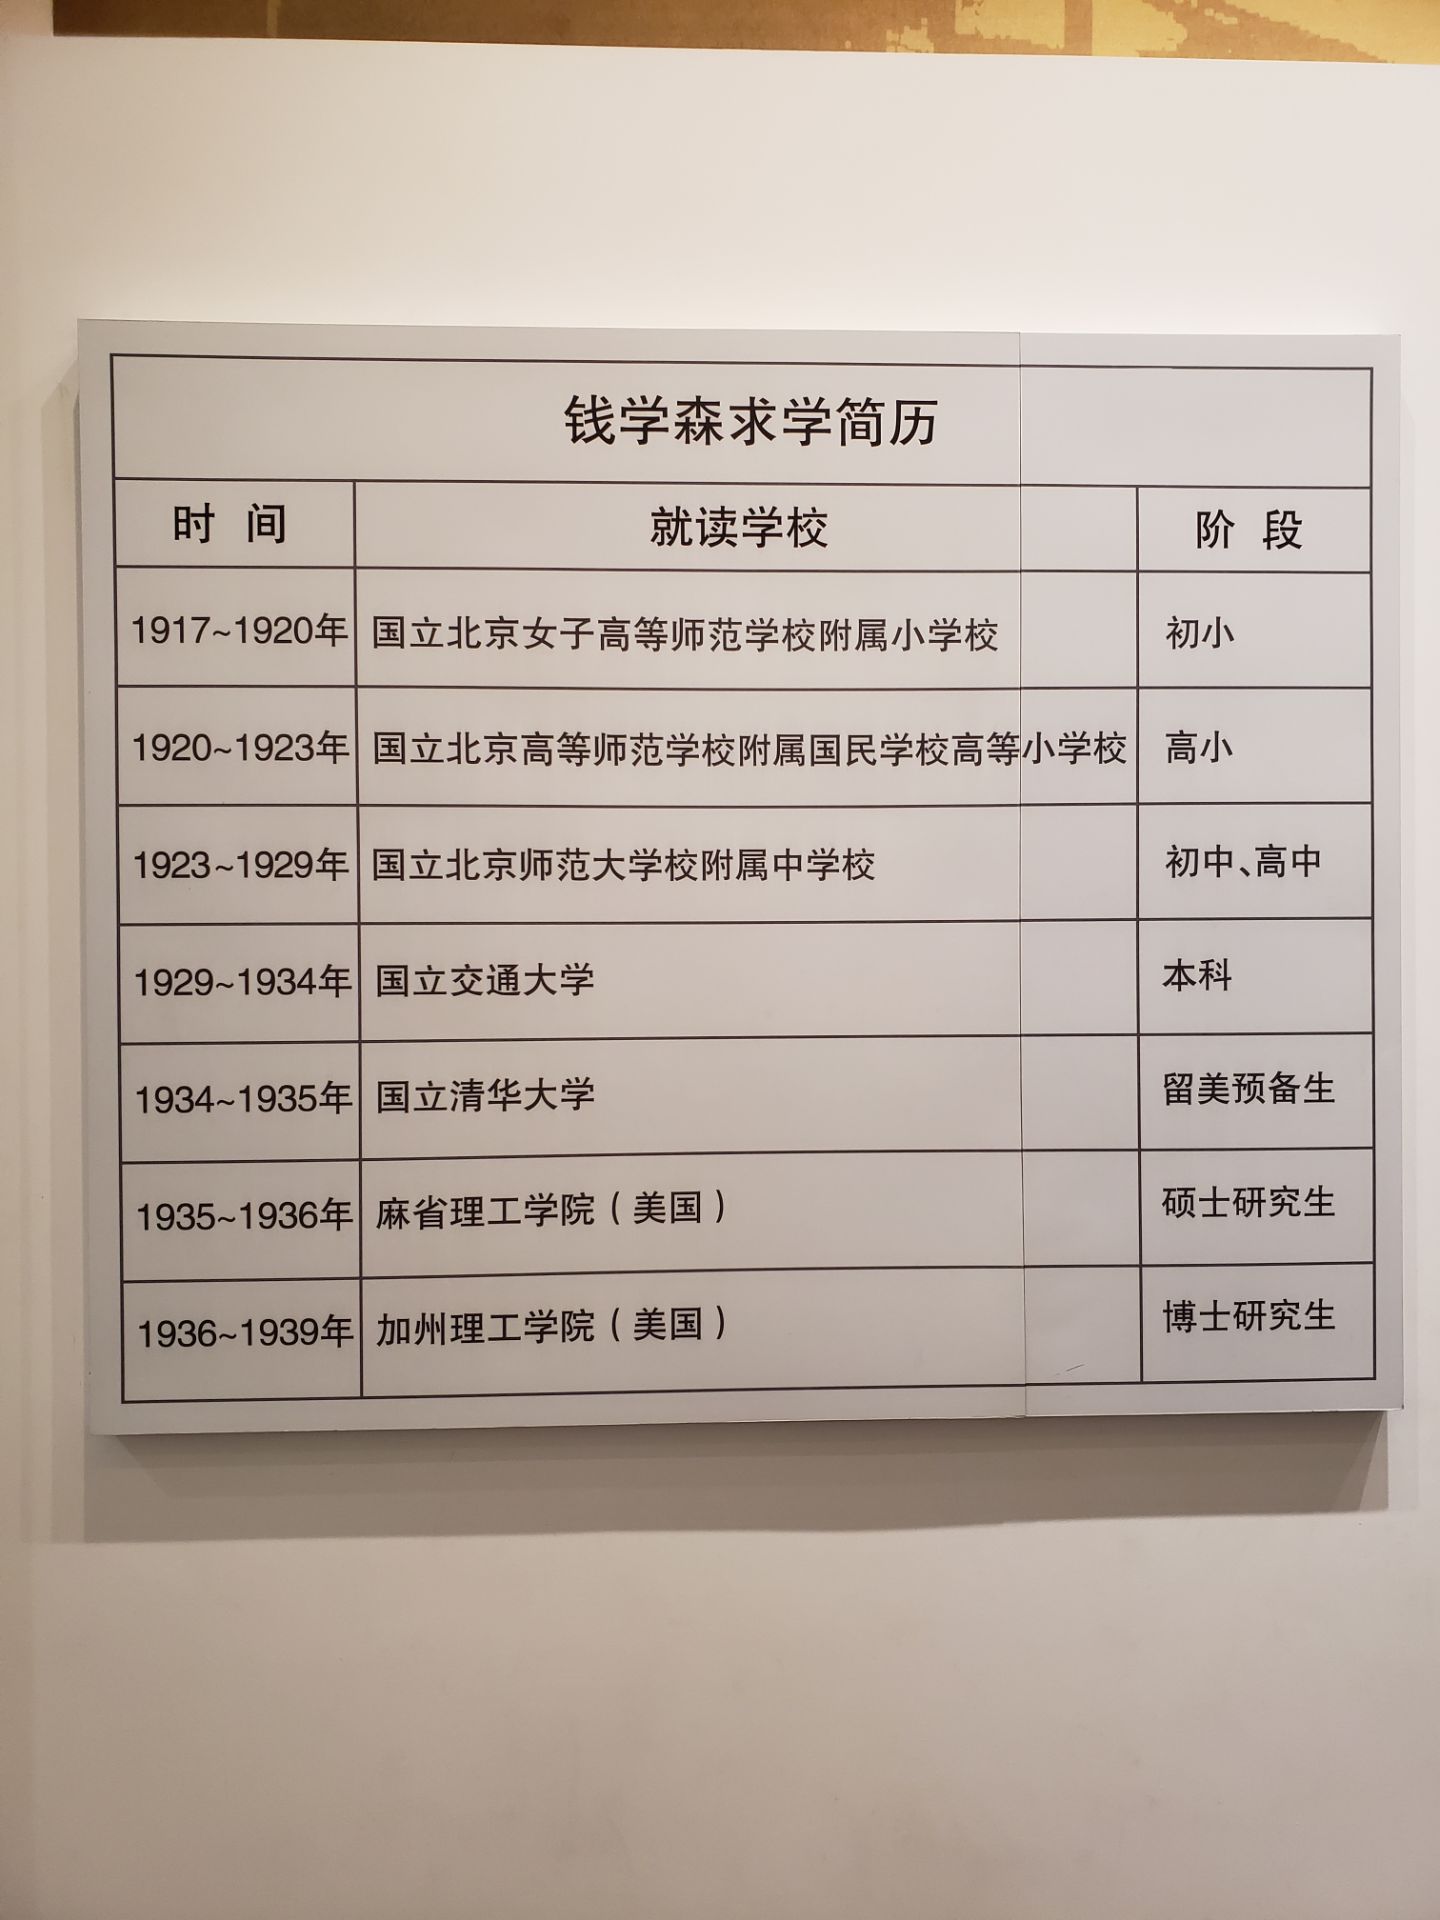 钱学森求学简历
时 间 就读学校 阶 段
1917~1920年 国立北京女子高等师范学校附属小学校 初小
1920~1923年 国立北京高等师范学校附属国民学校高等小学校 高小
1923~1929年 国立北京师范大学校附属中学校 初中、高中
1929~1934年 国立交通大学 本科
1934~1935年 国立清华大学 留美预备生
1935~1936年 麻省理工学院（美国） 硕士研究生
1936~1939年 加州理工学院（美国） 博士研究生